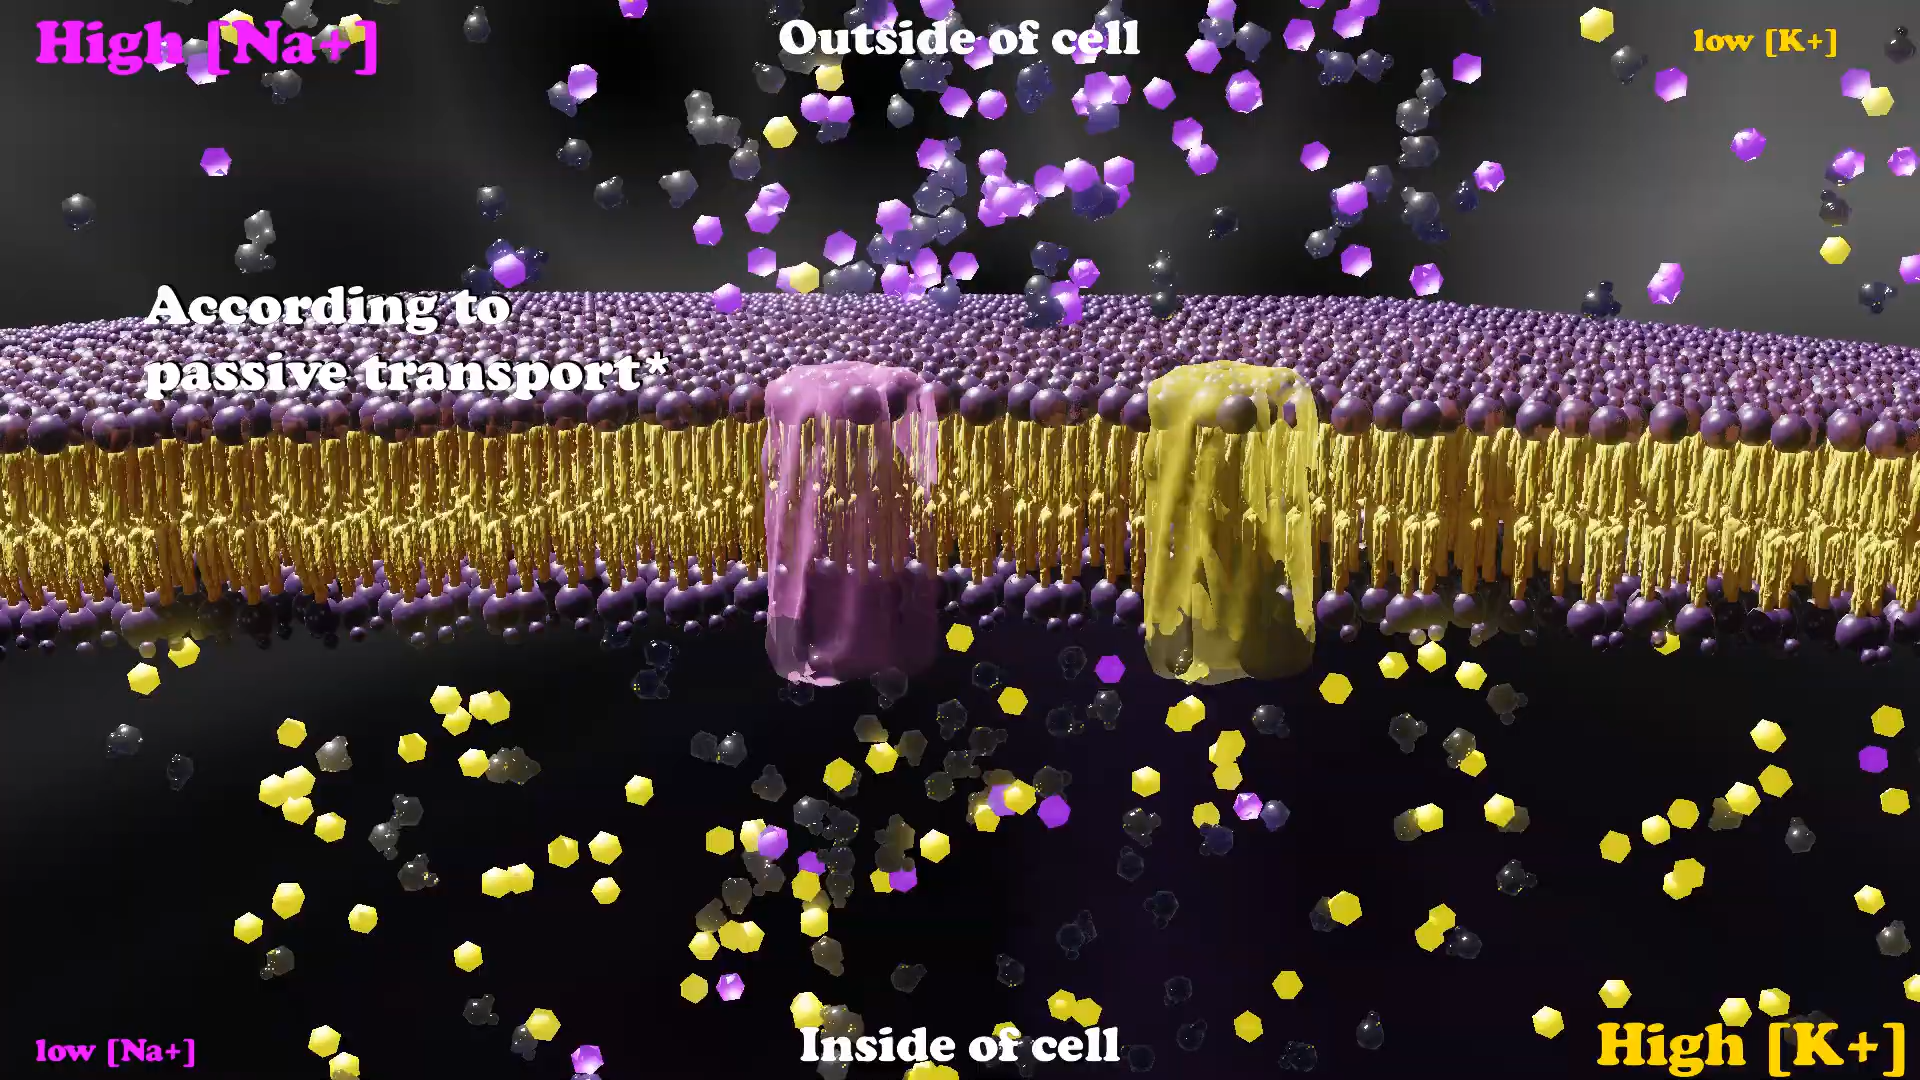 High [Na+]
Outside of cell
low [K+]
According to
passive transport*
low [Na+]
Inside of cell
High [K+]